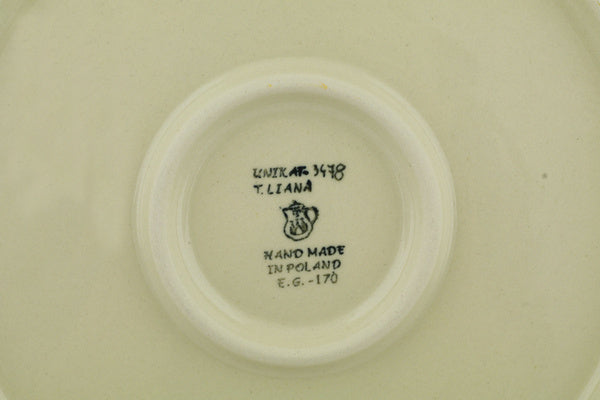 UNIKAT. 3478
T. LIANA
HAND MADE
IN POLAND
E.G.-170